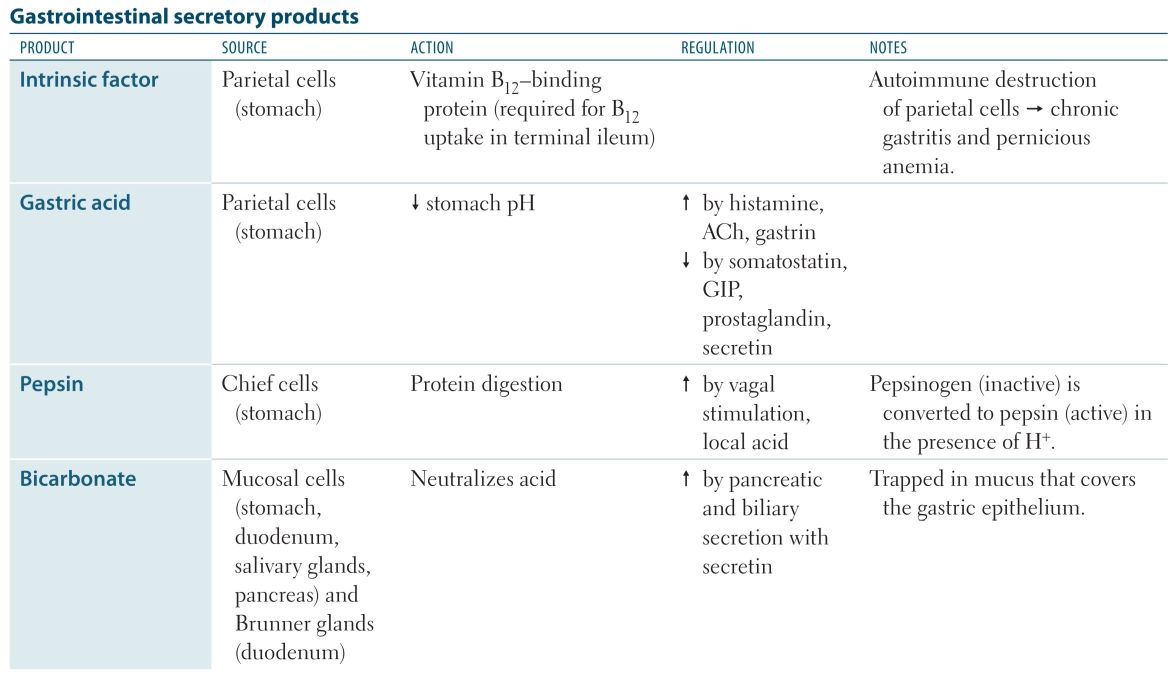 Gastrointestinal secretory products
PRODUCT SOURCE ACTION REGULATION NOTES
Intrinsic factor
Parietal cells
(stomach)
Vitamin B12–binding
protein (required for B12
uptake in terminal ileum)
Autoimmune destruction
of parietal cells → chronic
gastritis and pernicious
anemia.
Gastric acid
Parietal cells
(stomach)
↓ stomach pH
↑ by histamine,
ACh, gastrin
↓ by somatostatin,
GIP,
prostaglandin,
secretin
Pepsin
Chief cells
(stomach)
Protein digestion
↑ by vagal
stimulation,
local acid
Pepsinogen (inactive) is
converted to pepsin (active) in
the presence of H+.
Bicarbonate
Mucosal cells
(stomach,
duodenum,
salivary glands,
pancreas) and
Brunner glands
(duodenum)
Neutralizes acid
↑ by pancreatic
and biliary
secretion with
secretin
Trapped in mucus that covers
the gastric epithelium.